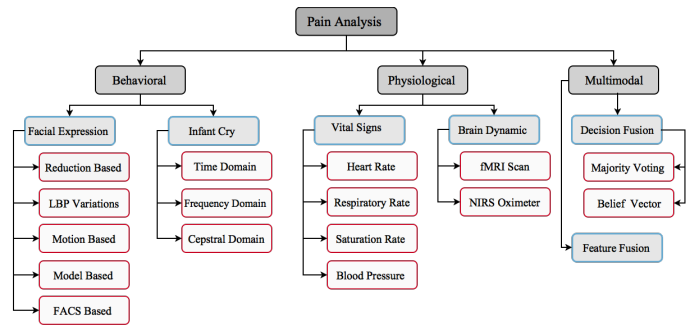 Pain Analysis
Behavioral
Physiological
Multimodal
Facial Expression
Infant Cry
Vital Signs
Brain Dynamic
Decision Fusion
Reduction Based
Time Domain
Heart Rate
fMRI Scan
Majority Voting
LBP Variations
Frequency Domain
Respiratory Rate
NIRS Oximeter
Belief Vector
Motion Based
Cepstral Domain
Saturation Rate
Feature Fusion
Model Based
Blood Pressure
FACS Based